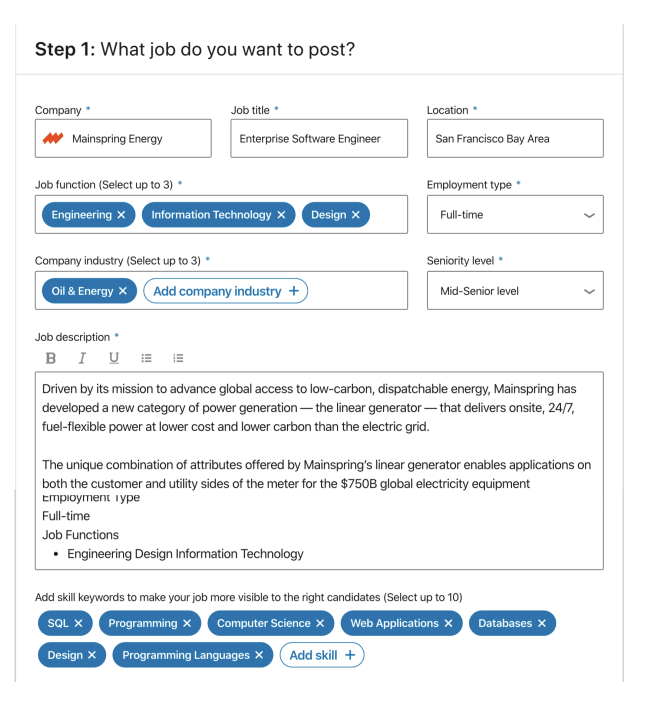 Step 1: What job do you want to post?
Company *
Job title *
Location *
Mainspring Energy
Enterprise Software Engineer
San Francisco Bay Area
Job function (Select up to 3) *
Employment type *
Engineering ×
Information Technology ×
Design ×
Full-time
Company industry (Select up to 3) *
Seniority level *
Oil & Energy ×
Add company industry +
Mid-Senior level
Job description *
B I U
Driven by its mission to advance global access to low-carbon, dispatchable energy, Mainspring has
developed a new category of power generation — the linear generator — that delivers onsite, 24/7,
fuel-flexible power at lower cost and lower carbon than the electric grid.
The unique combination of attributes offered by Mainspring's linear generator enables applications on
both the customer and utility sides of the meter for the $750B global electricity equipment
Employment Type
Full-time
Job Functions
• Engineering Design Information Technology
Add skill keywords to make your job more visible to the right candidates (Select up to 10)
SQL × Programming × Computer Science × Web Applications × Databases ×
Design × Programming Languages × Add skill +